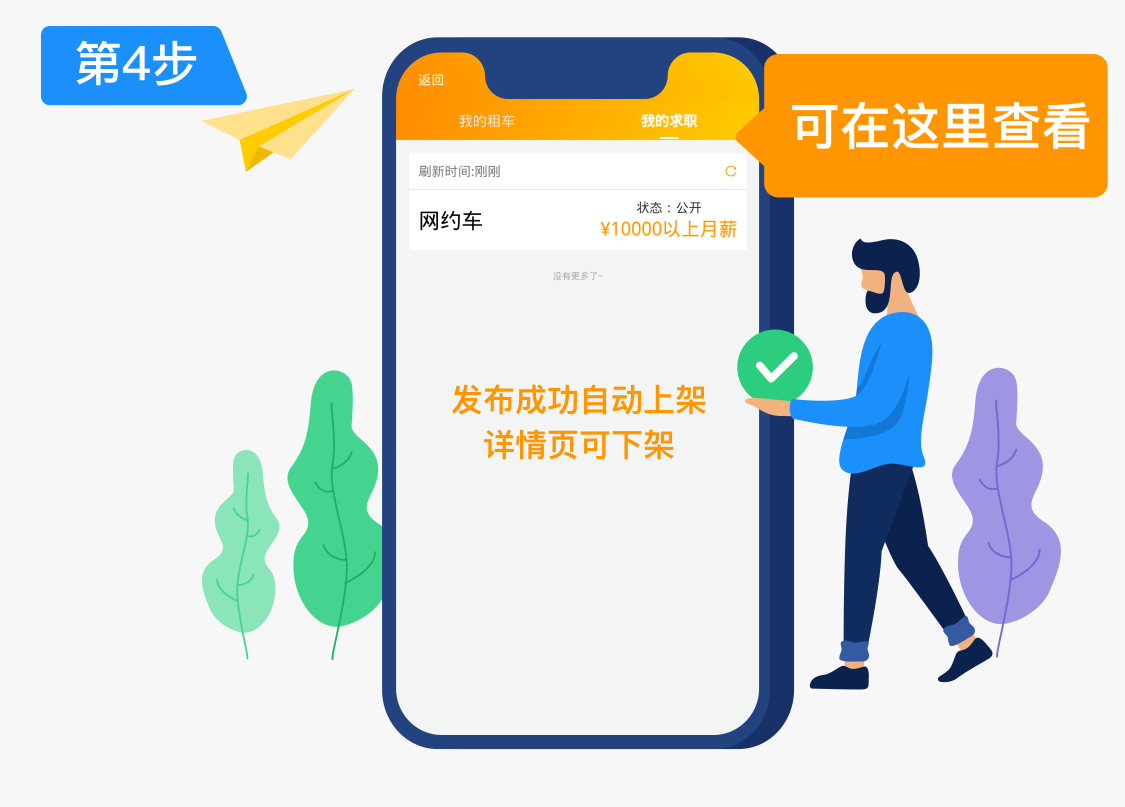 第4步
返回
我的租车
我的求职
可在这里查看
刷新时间:刚刚
网约车
状态：公开
¥10000以上月薪
没有更多了~
发布成功自动上架
详情页可下架